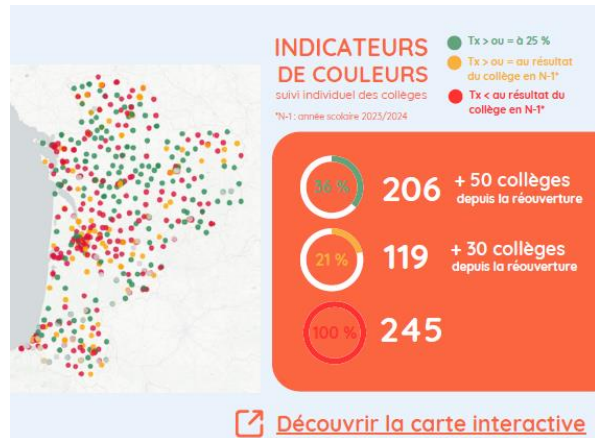 INDICATEURS
DE COULEURS
suivi individuel des collèges
*N-1 : année scolaire 2023/2024
Tx > ou = à 25 %
Tx > ou = au résultat
du collège en N-1*
Tx < au résultat du
collège en N-1*
36 %
206
+ 50 collèges
depuis la réouverture
21 %
119
+ 30 collèges
depuis la réouverture
100 %
245
Découvrir la carte interactive